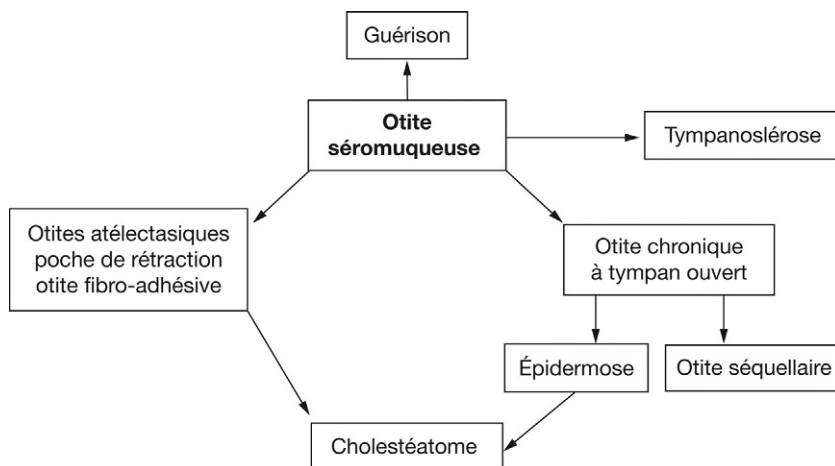 Guérison
Otite
séromuqueuse
Tympanoslérose
Otites atélectasiques
poche de rétraction
otite fibro-adhésive
Otite chronique
à tympan ouvert
Épidermose
Otite séquellaire
Cholestéatome